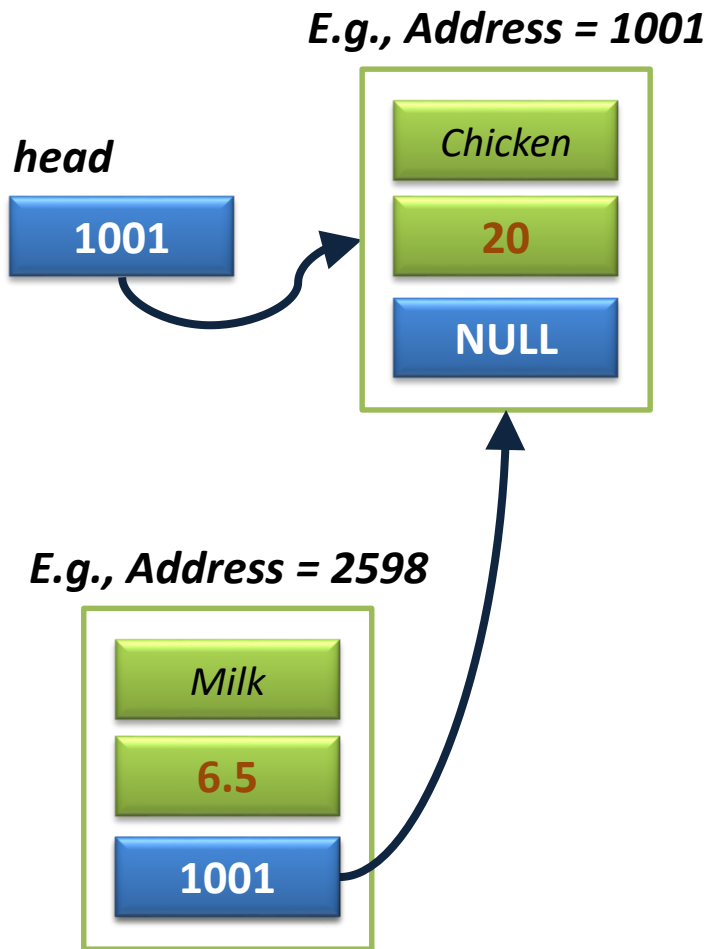 E.g., Address = 1001
head
1001
Chicken
20
NULL
E.g., Address = 2598
Milk
6.5
1001